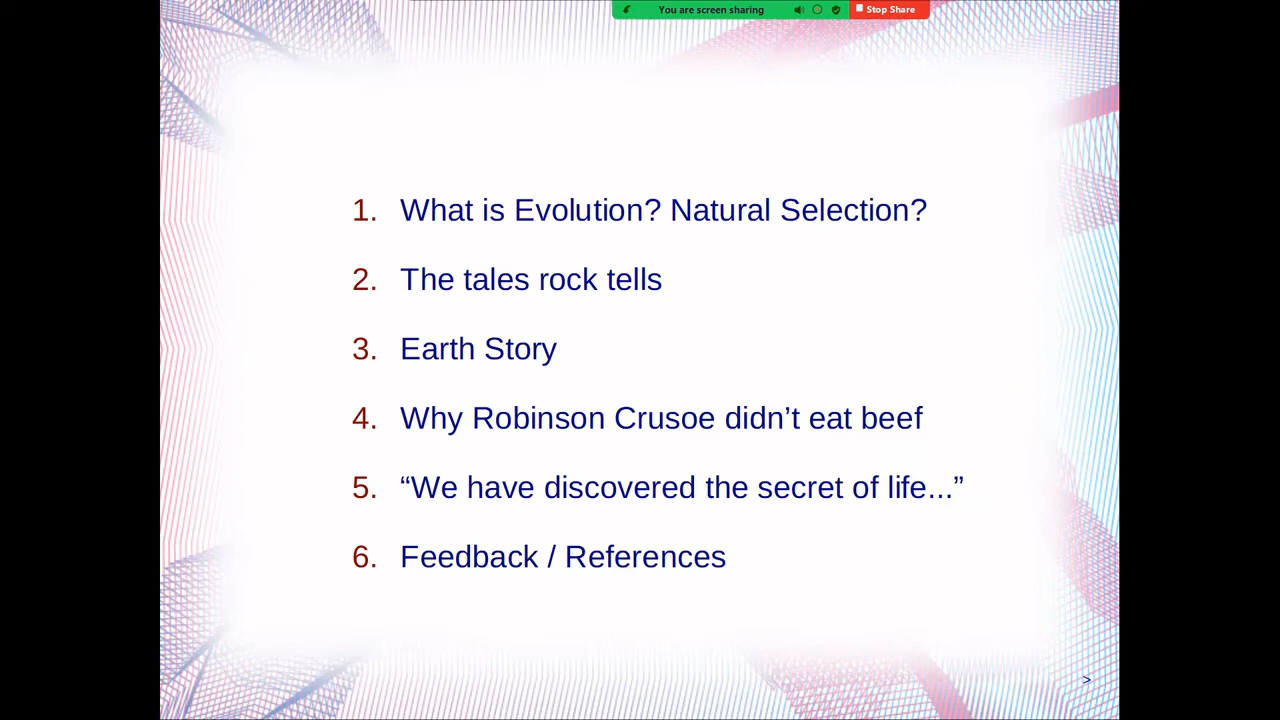 You are screen sharing
Stop Share
1. What is Evolution? Natural Selection?
2. The tales rock tells
3. Earth Story
4. Why Robinson Crusoe didn’t eat beef
5. “We have discovered the secret of life...”
6. Feedback / References
>